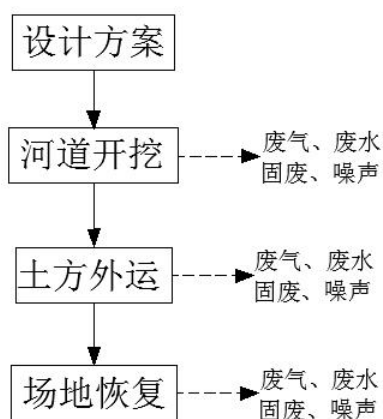 设计方案
河道开挖
废气、废水
固废、噪声
土方外运
废气、废水
固废、噪声
场地恢复
废气、废水
固废、噪声